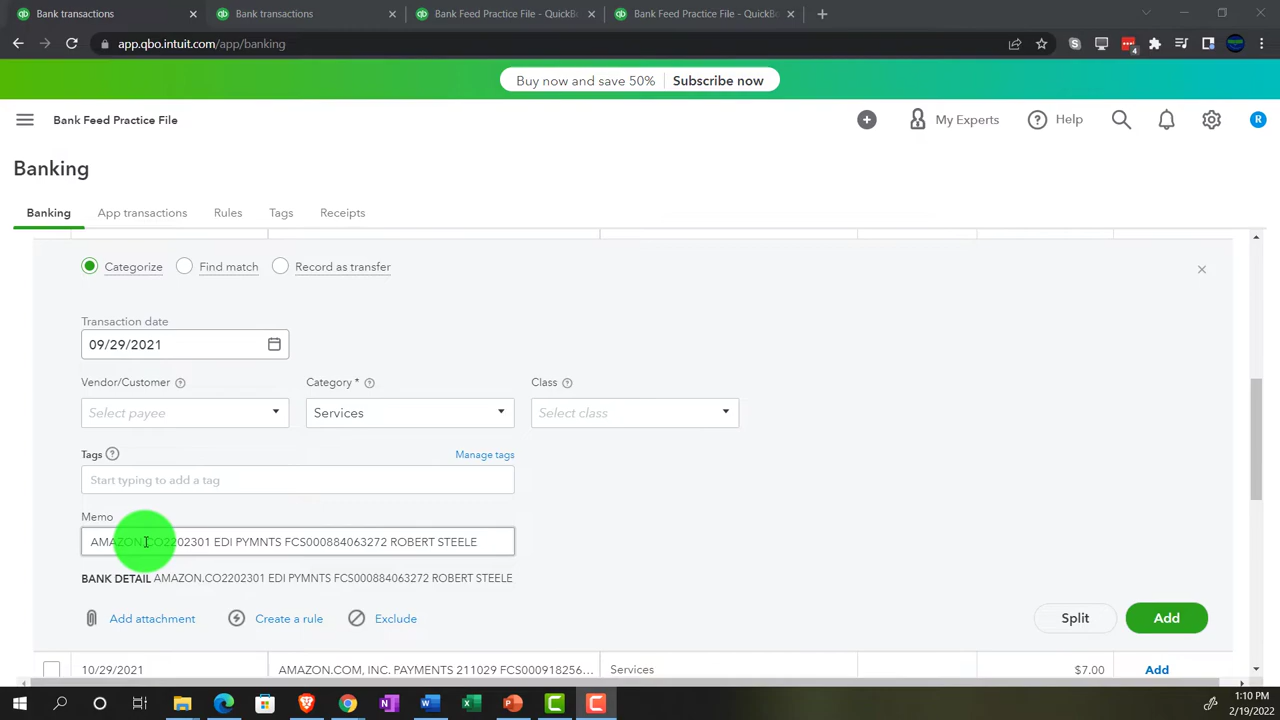 Bank transactions
Bank transactions
Bank Feed Practice File - QuickB
Bank Feed Practice File - QuickB
app.qbo.intuit.com/app/banking
4
Buy now and save 50% Subscribe now
Bank Feed Practice File
My Experts
Help
R
Banking
Banking
App transactions
Rules
Tags
Receipts
Categorize
Find match
Record as transfer
Transaction date
09/29/2021
Vendor/Customer
Category *
Class
Select payee
Services
Select class
Tags
Manage tags
Start typing to add a tag
Memo
AMAZON.CO2202301 EDI PYMNTS FCS000884063272 ROBERT STEELE
BANK DETAIL AMAZON.CO2202301 EDI PYMNTS FCS000884063272 ROBERT STEELE
Add attachment
Create a rule
Exclude
Split
Add
10/29/2021
AMAZON.COM, INC. PAYMENTS 211029 FCS000918256...
Services
$7.00
Add
1:10 PM
2/19/2022